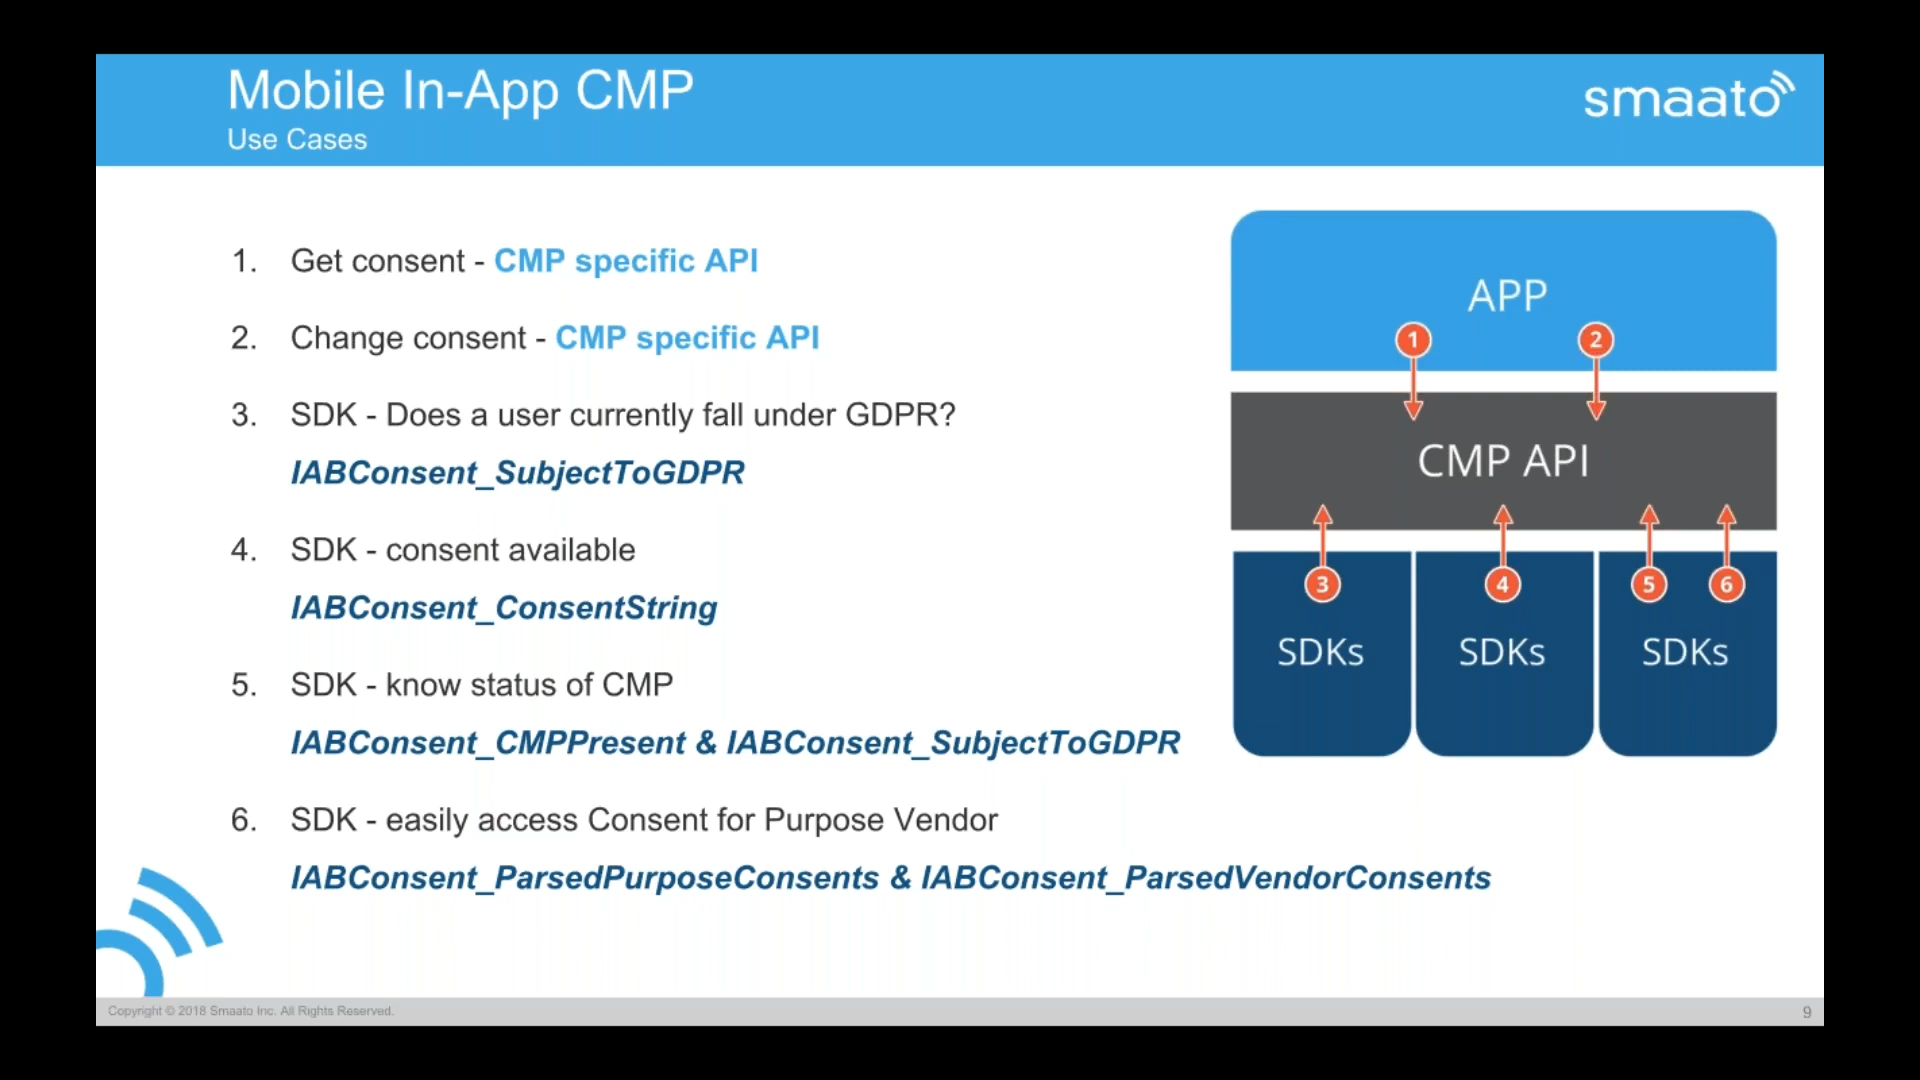 Mobile In-App CMP
Use Cases
smaato
1. Get consent - CMP specific API
2. Change consent - CMP specific API
3. SDK - Does a user currently fall under GDPR?
IABConsent_SubjectToGDPR
4. SDK - consent available
IABConsent_ConsentString
5. SDK - know status of CMP
IABConsent_CMPPresent & IABConsent_SubjectToGDPR
6. SDK - easily access Consent for Purpose Vendor
IABConsent_ParsedPurposeConsents & IABConsent_ParsedVendorConsents
APP
1 2
CMP API
3 4 5 6
SDKs SDKs SDKs
Copyright © 2018 Smaato Inc. All Rights Reserved.
9